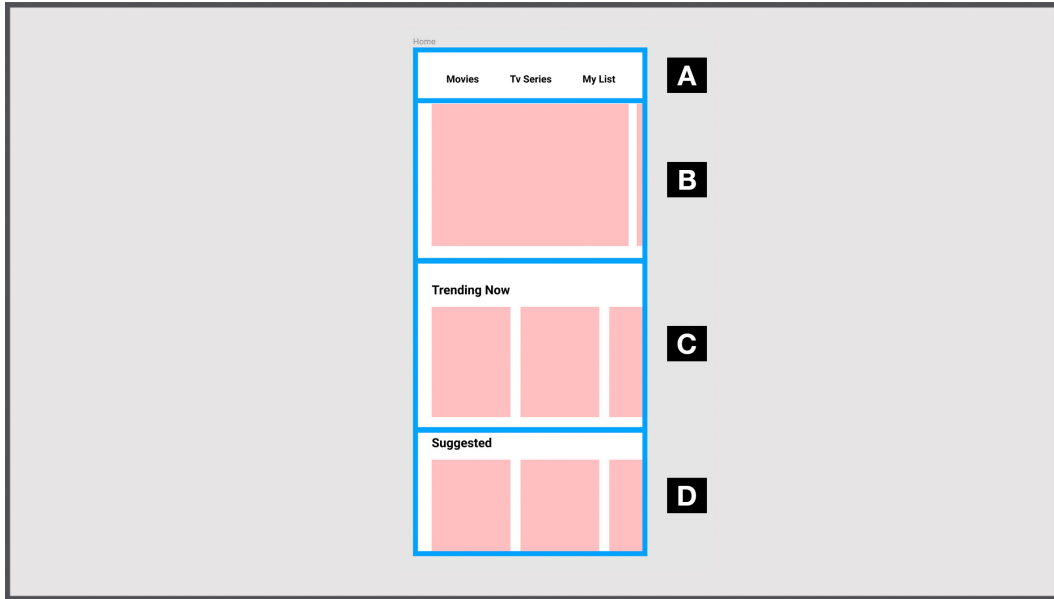 Home
Movies Tv Series My List
A
B
Trending Now
C
Suggested
D